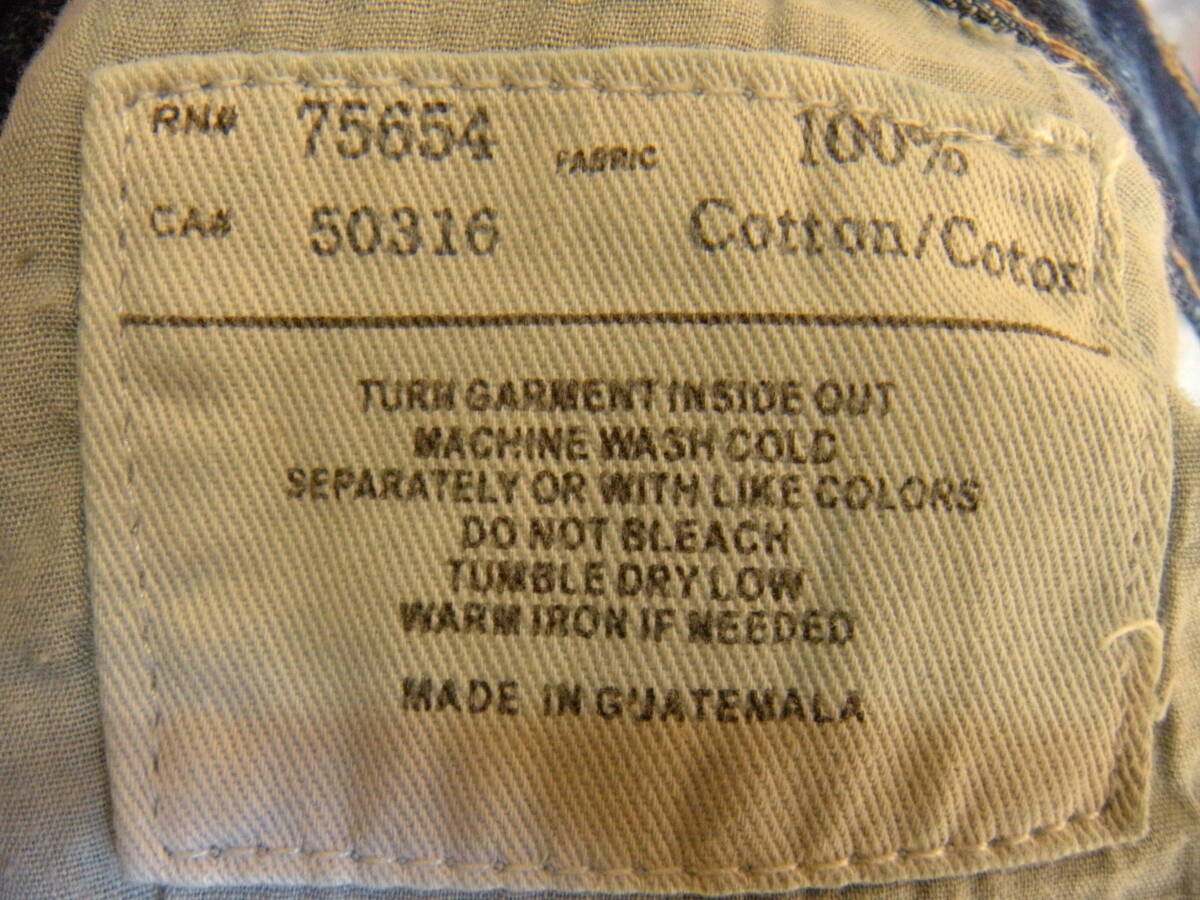 RN# 75654 FABRIC 100%
CA# 50316 Cotton/Coton
TURN GARMENT INSIDE OUT
MACHINE WASH COLD
SEPARATELY OR WITH LIKE COLORS
DO NOT BLEACH
TUMBLE DRY LOW
WARM IRON IF NEEDED
MADE IN GUATEMALA